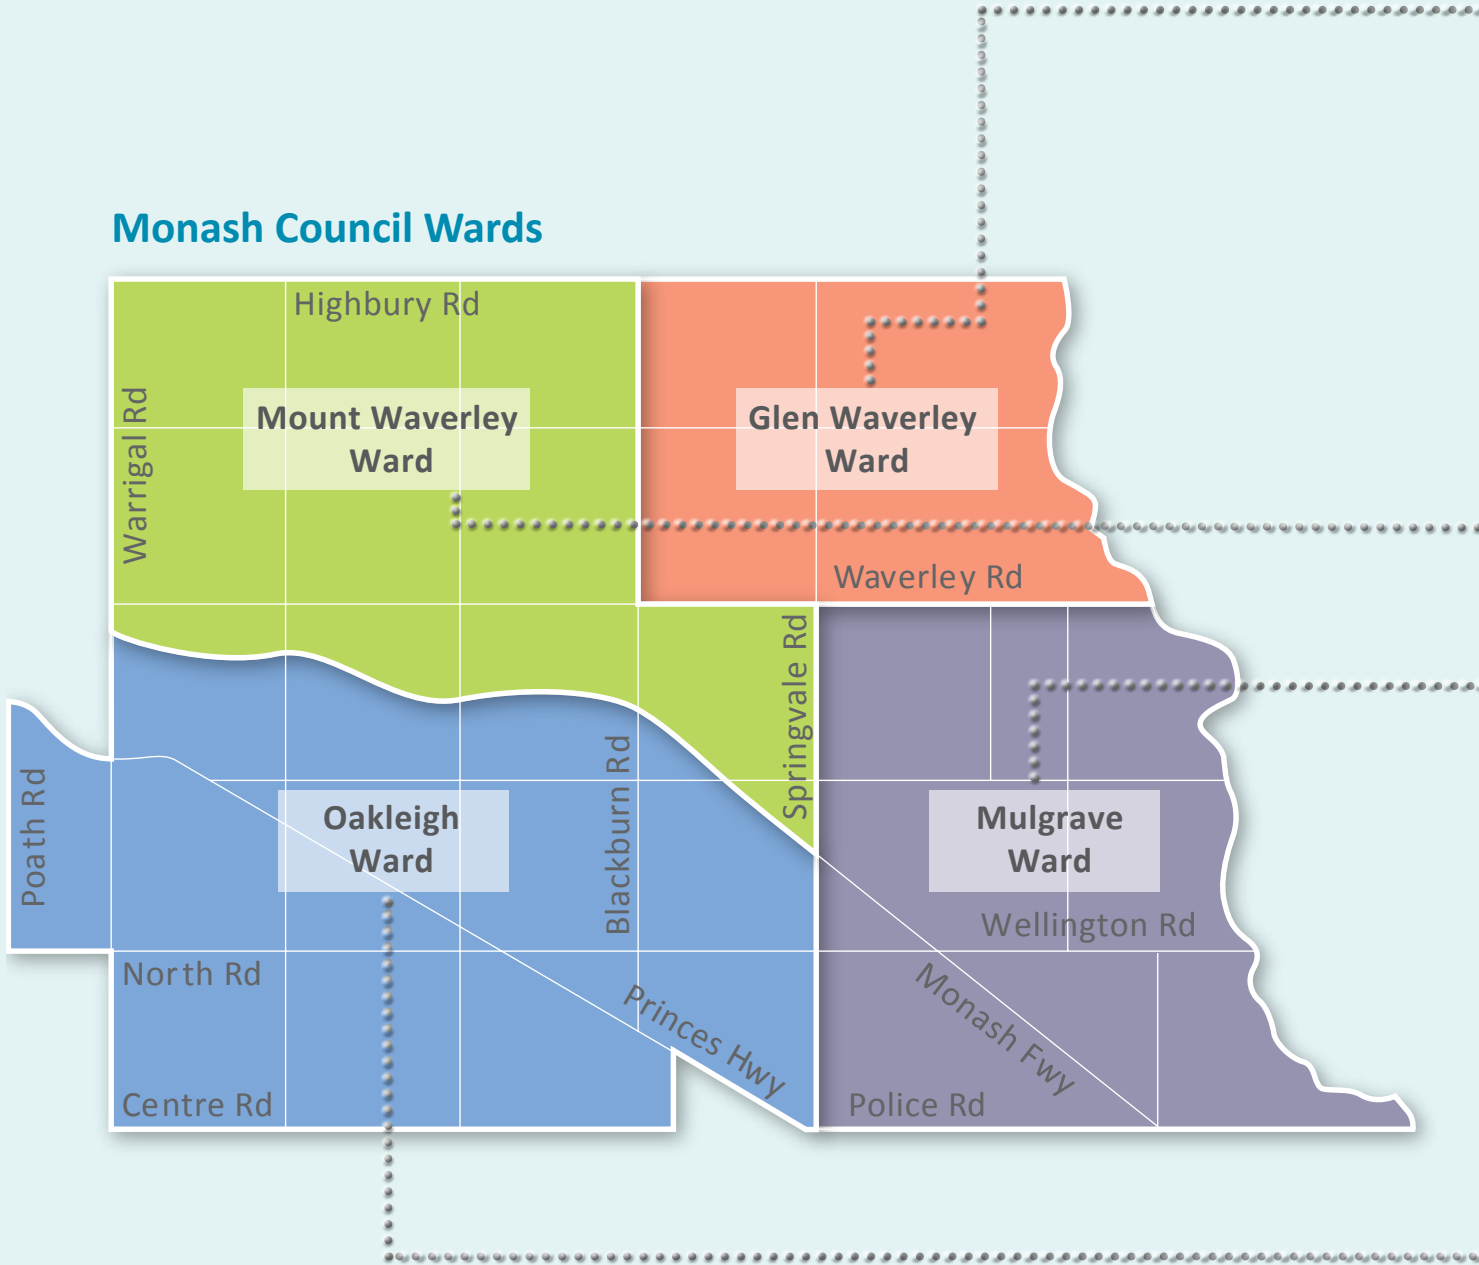 Monash Council Wards
Highbury Rd
Warrigal Rd
Mount Waverley
Ward
Glen Waverley
Ward
Waverley Rd
Springvale Rd
Poath Rd
Oakleigh
Ward
Blackburn Rd
Mulgrave
Ward
Wellington Rd
North Rd
Princes Hwy
Monash Fwy
Centre Rd
Police Rd